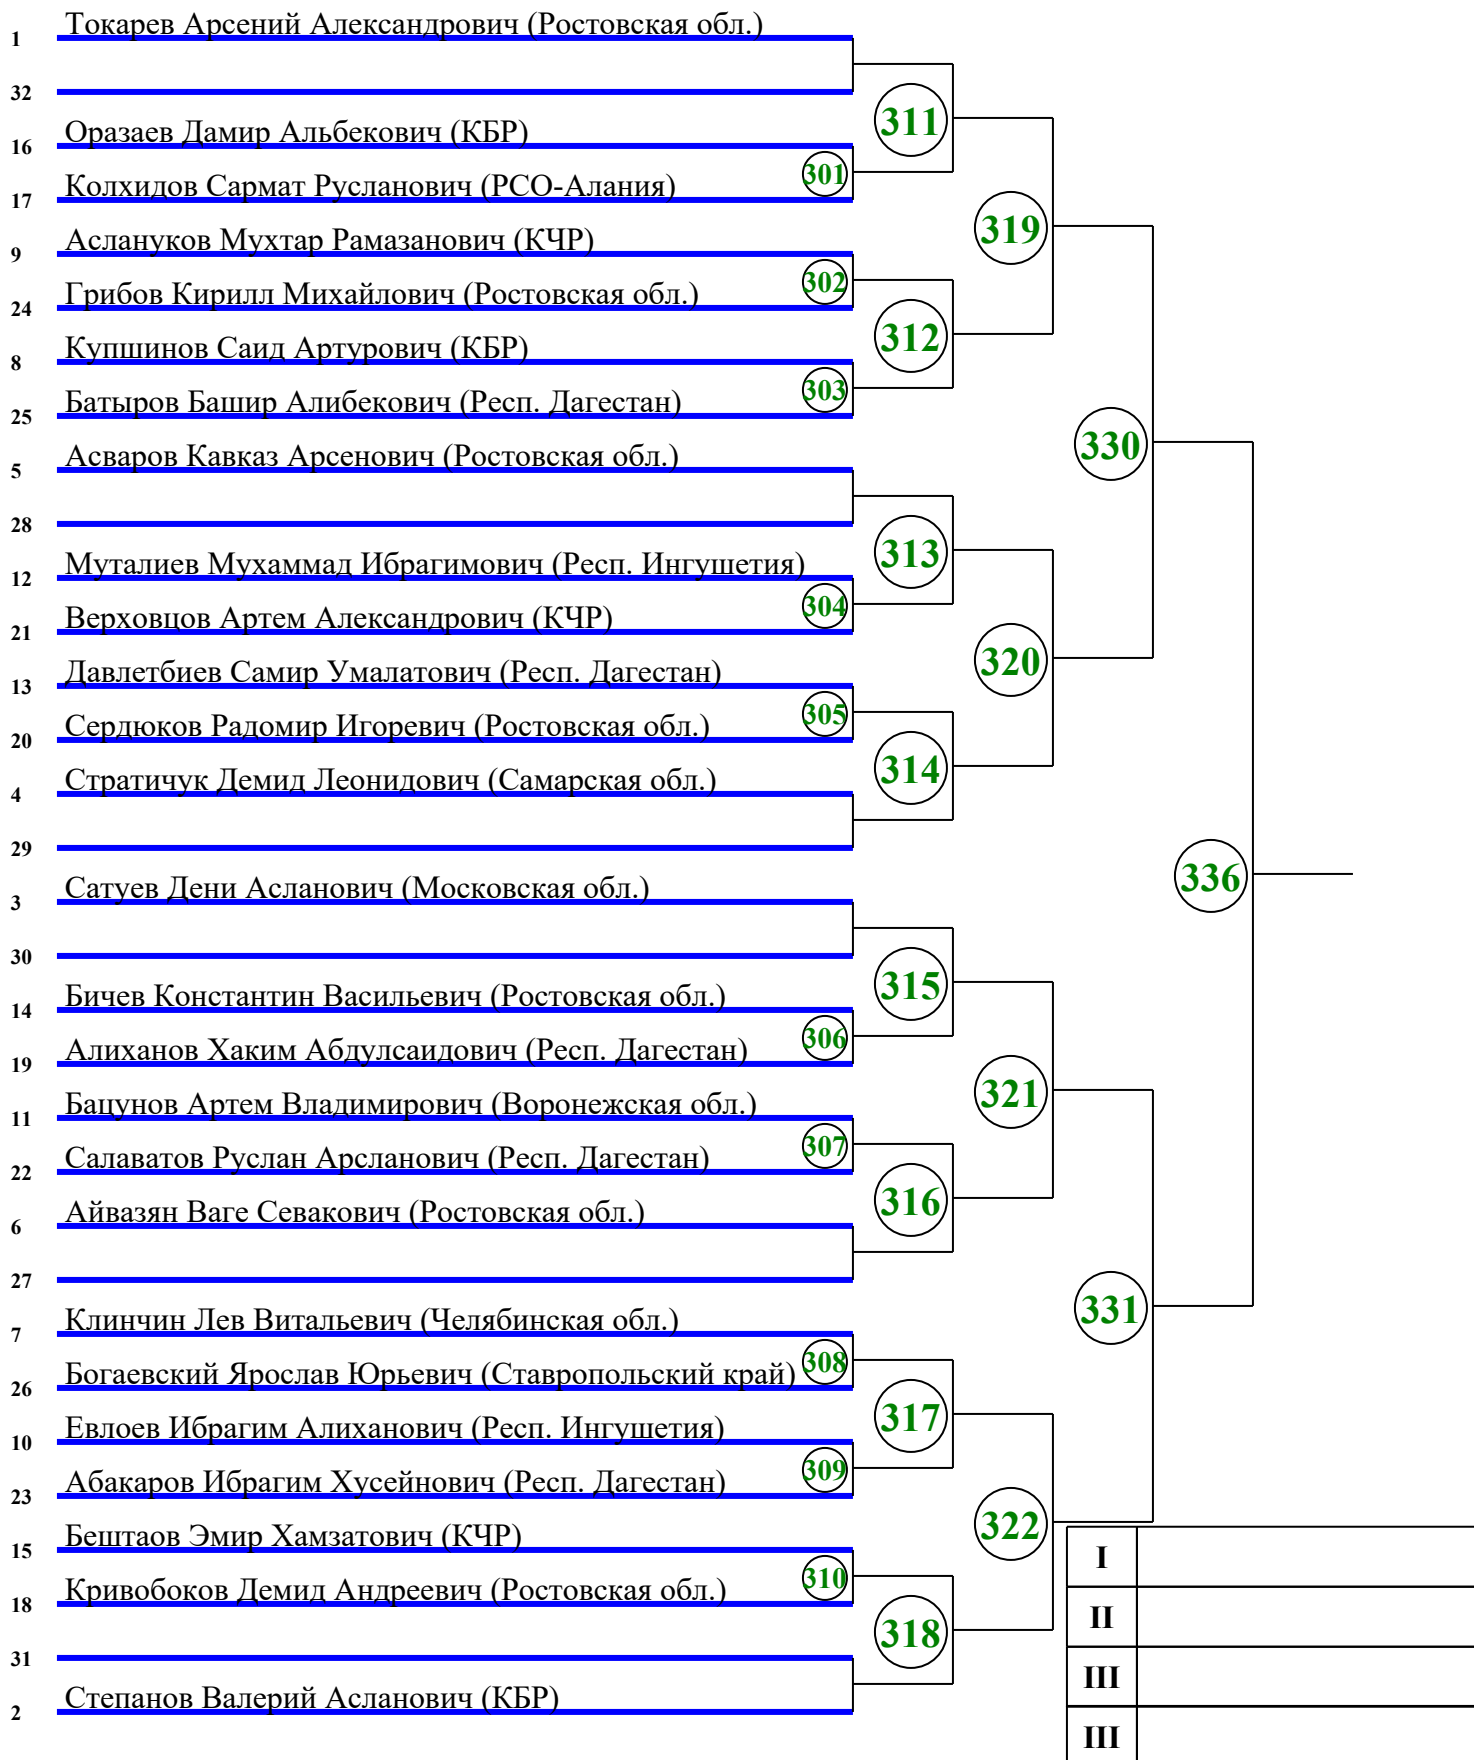 1 Токарев Арсений Александрович (Ростовская обл.)
32
311
16 Оразаев Дамир Альбекович (КБР)
301
17 Колхидов Сармат Русланович (РСО-Алания)
319
9 Аслануков Мухтар Рамазанович (КЧР)
302
24 Грибов Кирилл Михайлович (Ростовская обл.)
312
8 Купшинов Саид Артурович (КБР)
303
25 Батыров Башир Алибекович (Респ. Дагестан)
330
5 Асваров Кавказ Арсенович (Ростовская обл.)
28
313
12 Муталиев Мухаммад Ибрагимович (Респ. Ингушетия)
304
21 Верховцов Артем Александрович (КЧР)
320
13 Давлетбиев Самир Умалатович (Респ. Дагестан)
305
20 Сердюков Радомир Игоревич (Ростовская обл.)
314
4 Стратичук Демид Леонидович (Самарская обл.)
29
336
3 Сатуев Дени Асланович (Московская обл.)
30
315
14 Бичев Константин Васильевич (Ростовская обл.)
306
19 Алиханов Хаким Абдулсаидович (Респ. Дагестан)
321
11 Бацунов Артем Владимирович (Воронежская обл.)
307
22 Салаватов Руслан Арсланович (Респ. Дагестан)
316
6 Айвазян Ваге Севакович (Ростовская обл.)
27
331
7 Клинчин Лев Витальевич (Челябинская обл.)
308
26 Богаевский Ярослав Юрьевич (Ставропольский край)
317
10 Евлоев Ибрагим Алиханович (Респ. Ингушетия)
309
23 Абакаров Ибрагим Хусейнович (Респ. Дагестан)
322
15 Бештаов Эмир Хамзатович (КЧР)
I
310
18 Кривобоков Демид Андреевич (Ростовская обл.)
II
318
31
III
2 Степанов Валерий Асланович (КБР)
III